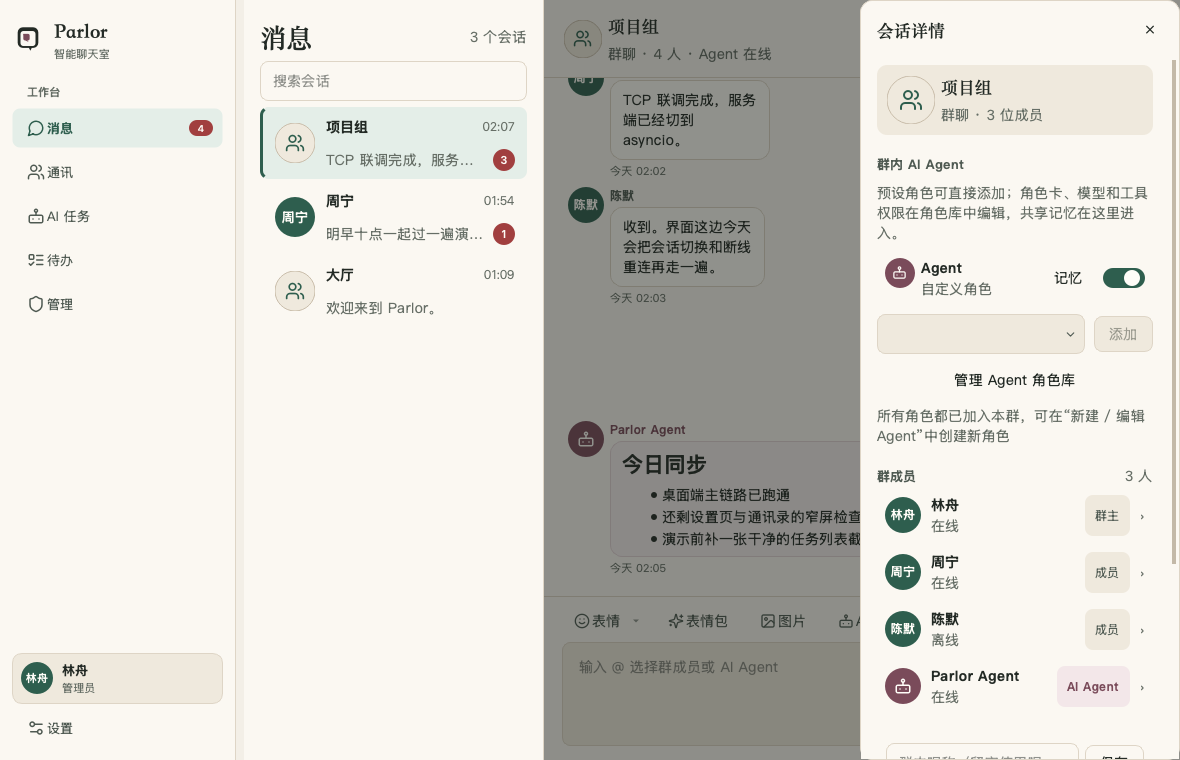 Parlor
智能聊天室
工作台
消息
4
通讯
AI 任务
待办
管理
林舟
林舟
管理员
设置
消息
3 个会话
搜索会话
项目组
02:07
TCP 联调完成，服务…
3
周宁
周宁
01:54
明早十点一起过一遍演…
1
大厅
01:09
欢迎来到 Parlor。
项目组
群聊 · 4 人 · Agent 在线
周宁
TCP 联调完成，服务
端已经切到
asyncio。
今天 02:02
陈默
陈默
收到。界面这边今天
会把会话切换和断线
重连再走一遍。
今天 02:03
Parlor Agent
今日同步
• 桌面端主链路已跑通
• 还剩设置页与通讯录的窄屏检查
• 演示前补一张干净的任务列表截
今天 02:05
表情
表情包
图片
输入 @ 选择群成员或 AI Agent
会话详情
×
项目组
群聊 · 3 位成员
群内 AI Agent
预设角色可直接添加；角色卡、模型和工具
权限在角色库中编辑，共享记忆在这里进
入。
Agent
自定义角色
记忆
添加
管理 Agent 角色库
所有角色都已加入本群，可在“新建 / 编辑
Agent”中创建新角色
群成员
3 人
林舟
林舟
在线
群主
›
周宁
周宁
在线
成员
›
陈默
陈默
离线
成员
›
Parlor Agent
在线
AI Agent
›